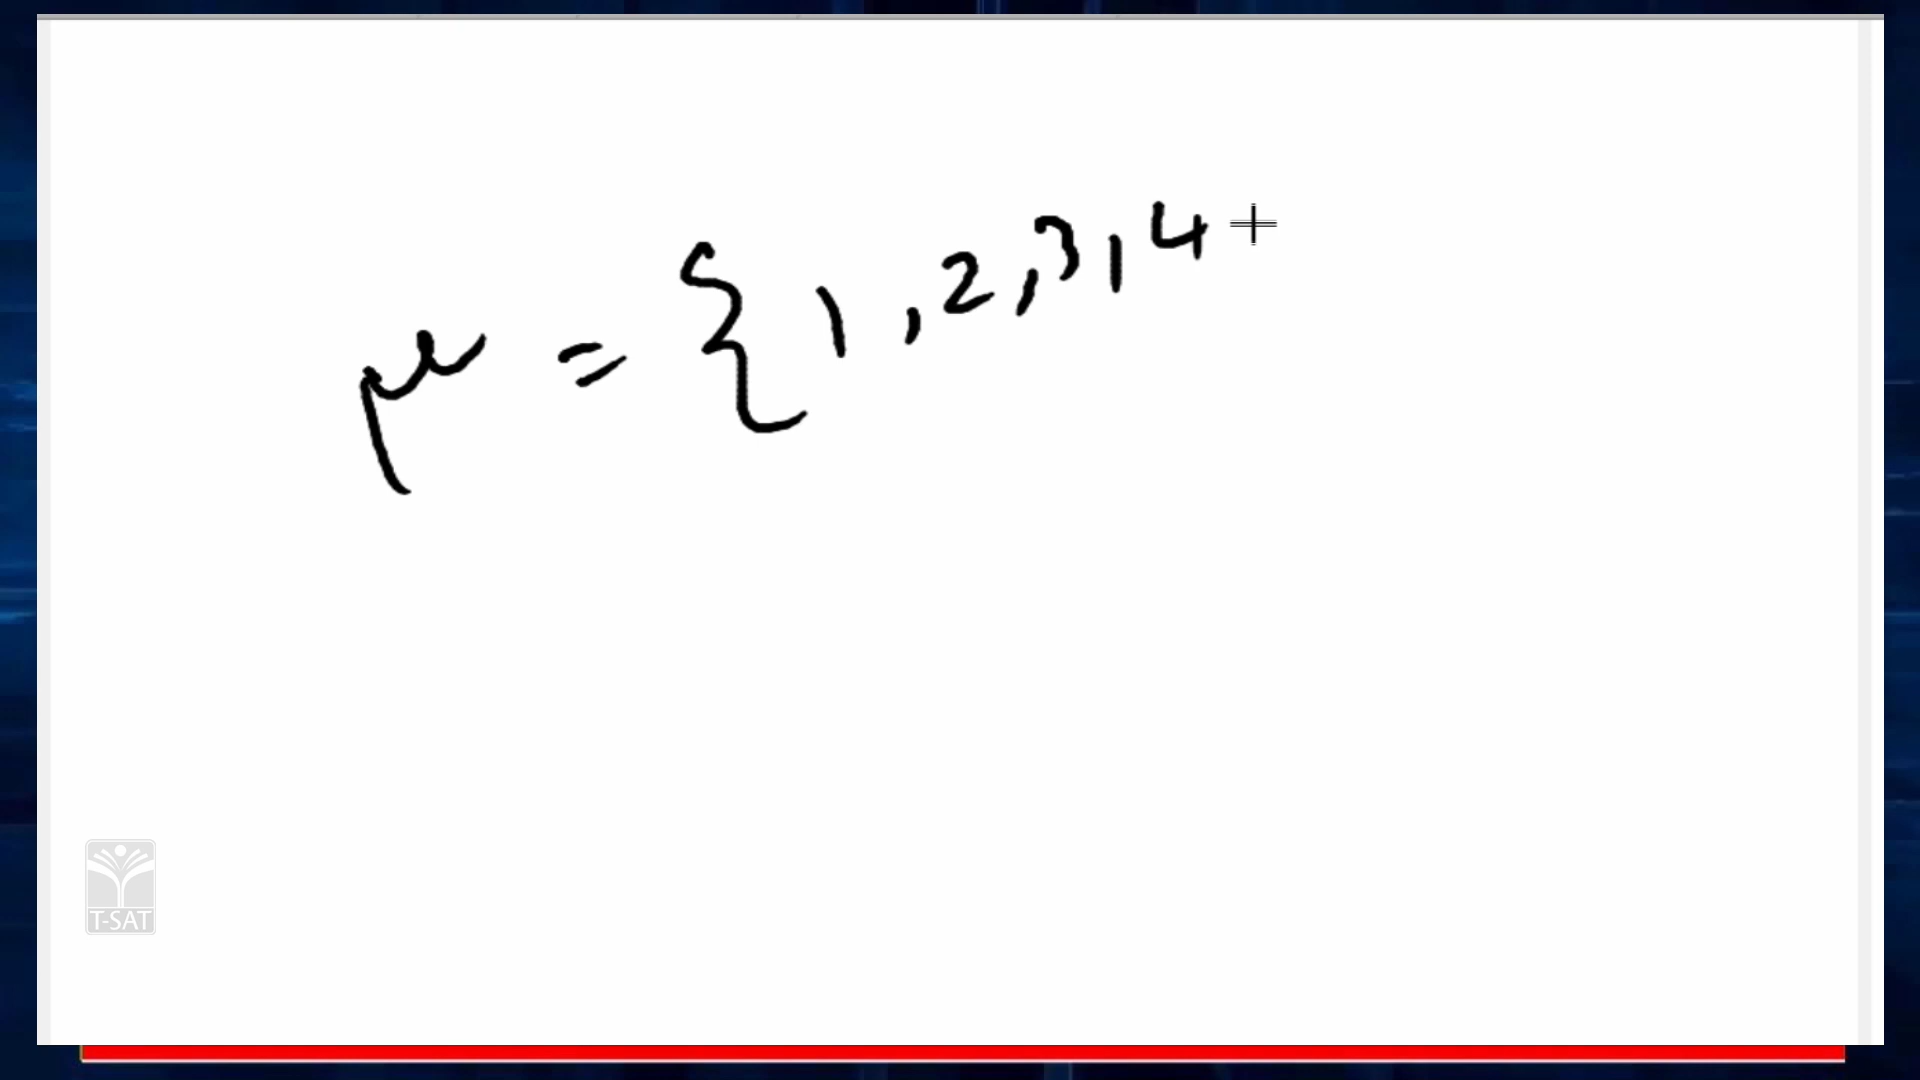 μ = { 1 , 2 , 3 , 4
T-SAT